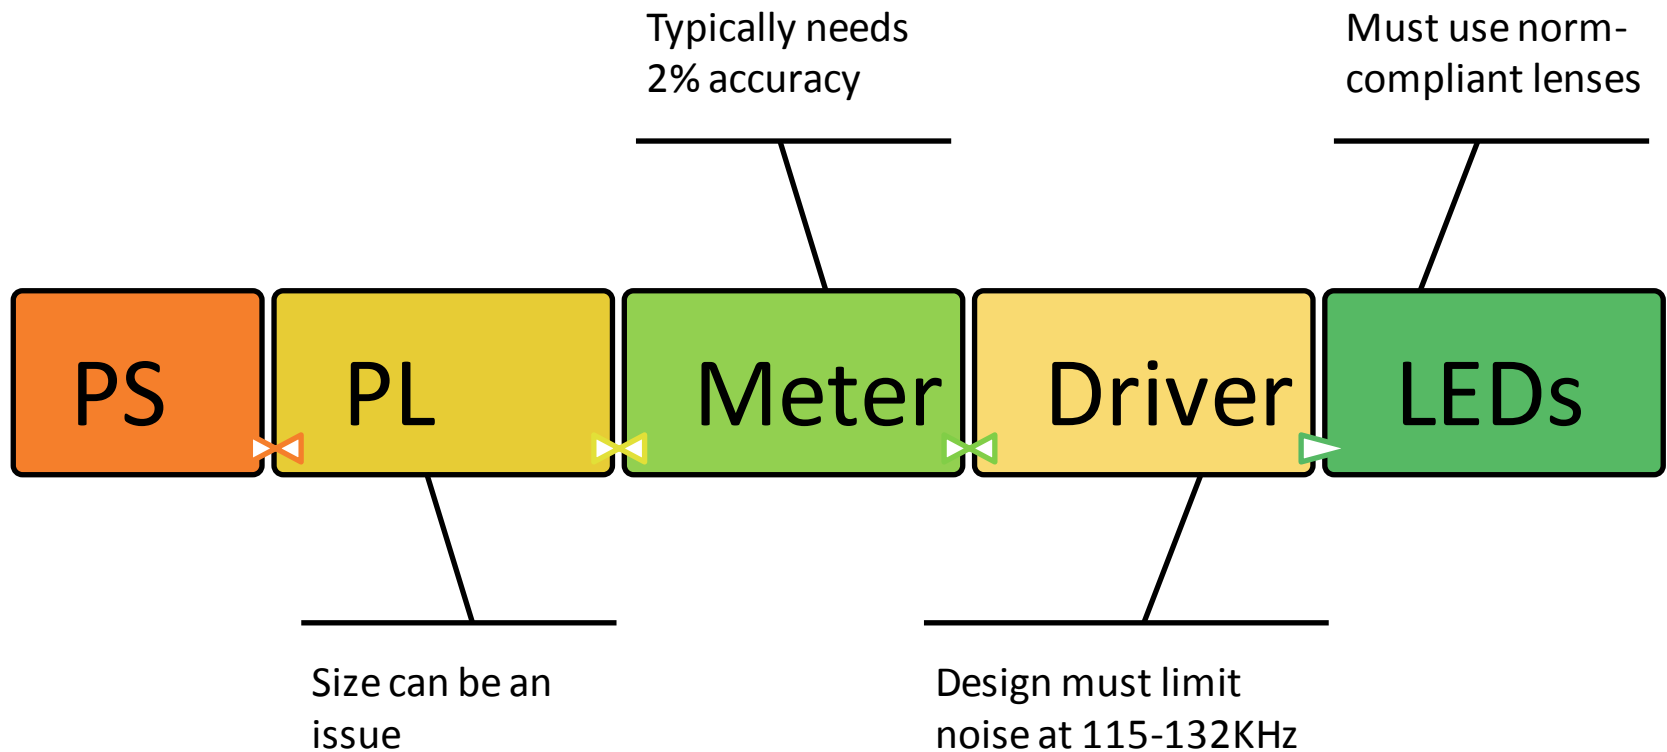 Typically needs
2% accuracy
Must use norm-
compliant lenses
PS
PL
Meter
Driver
LEDs
Size can be an
issue
Design must limit
noise at 115-132KHz